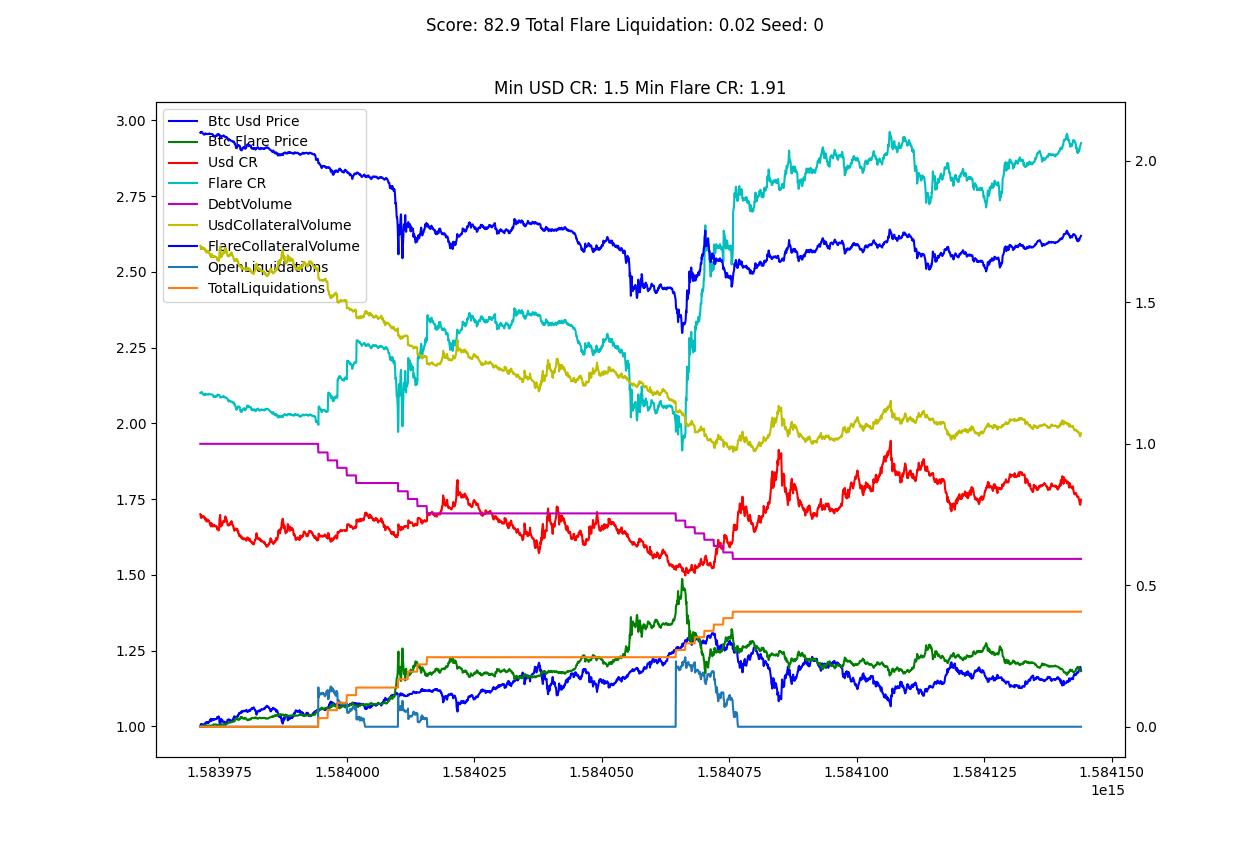 Score: 82.9 Total Flare Liquidation: 0.02 Seed: 0
Min USD CR: 1.5 Min Flare CR: 1.91
Btc Usd Price
Btc Flare Price
Usd CR
Flare CR
DebtVolume
UsdCollateralVolume
FlareCollateralVolume
OpenLiquidations
TotalLiquidations
3.00
2.75
2.50
2.25
2.00
1.75
1.50
1.25
1.00
2.0
1.5
1.0
0.5
0.0
1.583975 1.584000 1.584025 1.584050 1.584075 1.584100 1.584125 1.584150
1e15